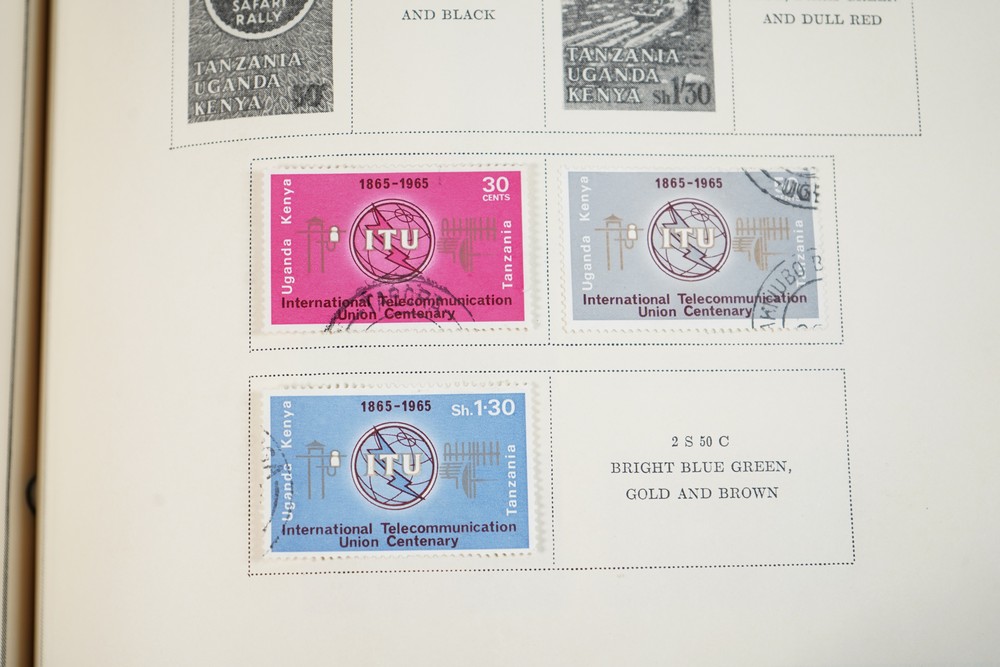 SAFARI
RALLY
TANZANIA
UGANDA
KENYA 50¢
AND BLACK
TANZANIA
UGANDA
KENYA Sh1'30
AND DULL RED
1865-1965
30
CENTS
Uganda Kenya
ITU
Tanzania
International Telecommunication
Union Centenary
1865-1965
Uganda Kenya
ITU
Tanzania
International Telecommunication
Union Centenary
1865-1965
Sh.1·30
Uganda Kenya
ITU
Tanzania
International Telecommunication
Union Centenary
2 S 50 C
BRIGHT BLUE GREEN,
GOLD AND BROWN